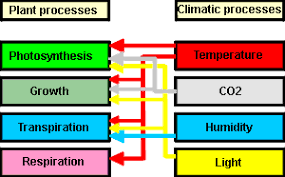 Plant processes
Climatic processes
Photosynthesis
Temperature
Growth
CO2
Transpiration
Humidity
Respiration
Light